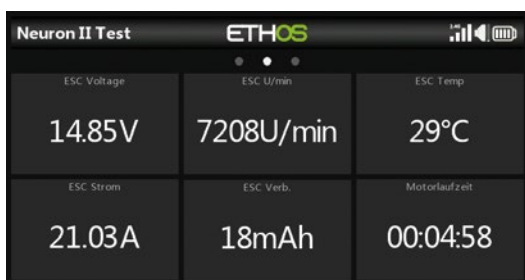 Neuron II Test
ETHOS
ESC Voltage
ESC U/min
ESC Temp
14.85V
7208U/min
29°C
ESC Strom
ESC Verb.
Motorlaufzeit
21.03A
18mAh
00:04:58